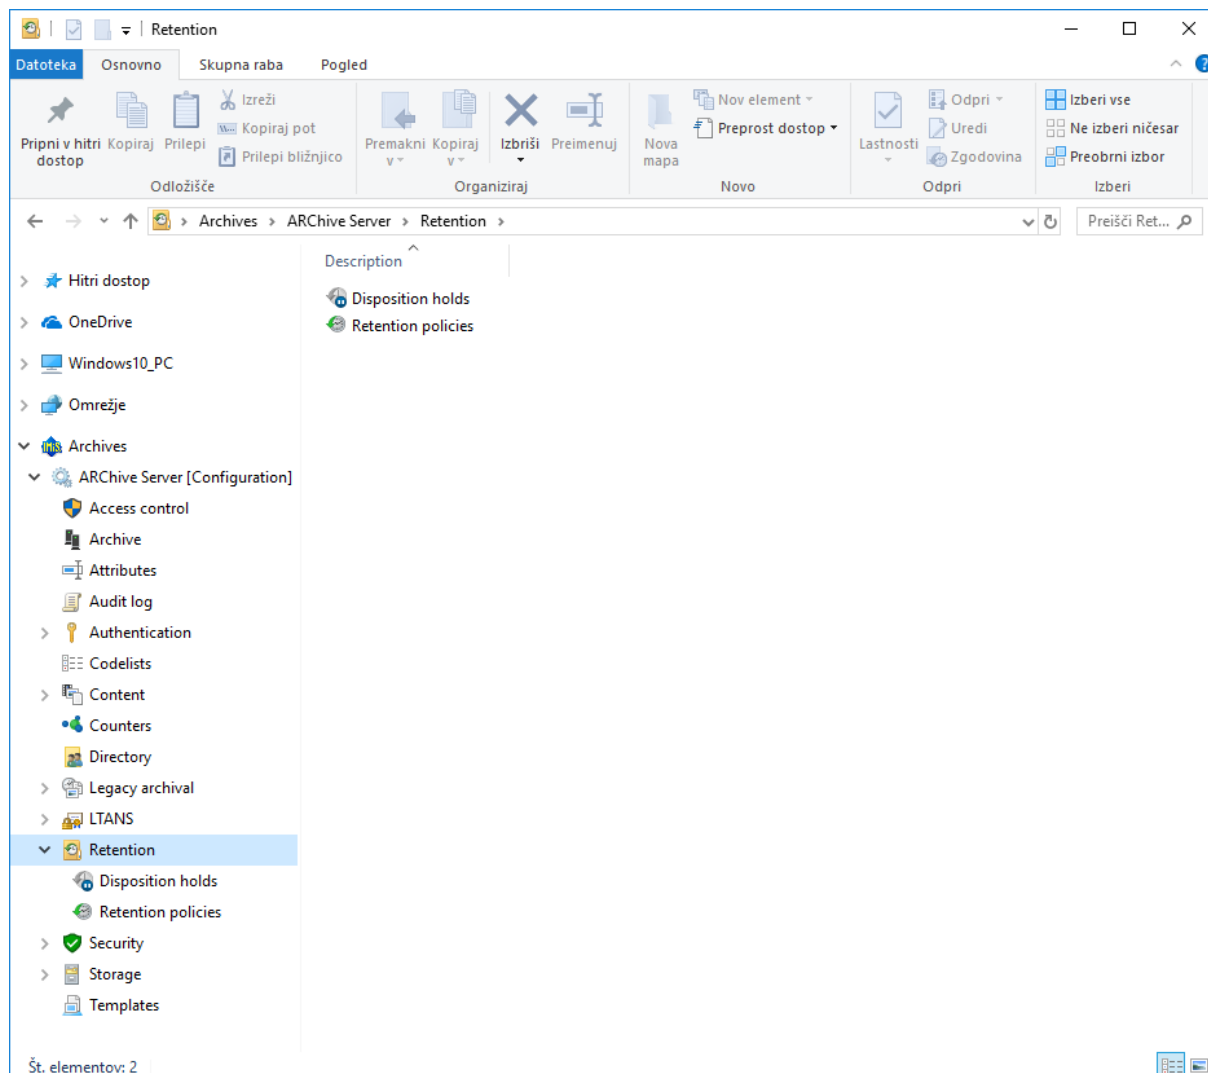 Retention
Datoteka Osnovno Skupna raba Pogled
Pripni v hitri dostop
Kopiraj
Prilepi
Izreži
Kopiraj pot
Prilepi bližnjico
Odložišče
Premakni v
Kopiraj v
Izbriši
Preimenuj
Organiziraj
Nova mapa
Nov element
Preprost dostop
Novo
Lastnosti
Odpri
Uredi
Zgodovina
Odpri
Izberi vse
Ne izberi ničesar
Preobrni izbor
Izberi
Archives > ARChive Server > Retention >
Preišči Ret...
Hitri dostop
OneDrive
Windows10_PC
Omrežje
Archives
ARChive Server [Configuration]
Access control
Archive
Attributes
Audit log
Authentication
Codelists
Content
Counters
Directory
Legacy archival
LTANS
Retention
Disposition holds
Retention policies
Security
Storage
Templates
Description
Disposition holds
Retention policies
Št. elementov: 2